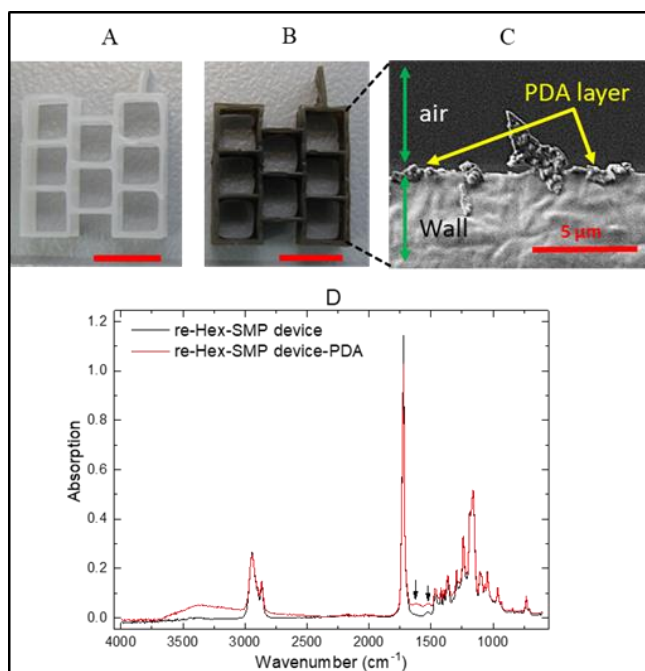 A B C
PDA layer
air
Wall
5 µm
D
re-Hex-SMP device
re-Hex-SMP device-PDA
1.2
1.0
0.8
0.6
0.4
0.2
0.0
Absorption
4000 3500 3000 2500 2000 1500 1000
Wavenumber (cm⁻¹)